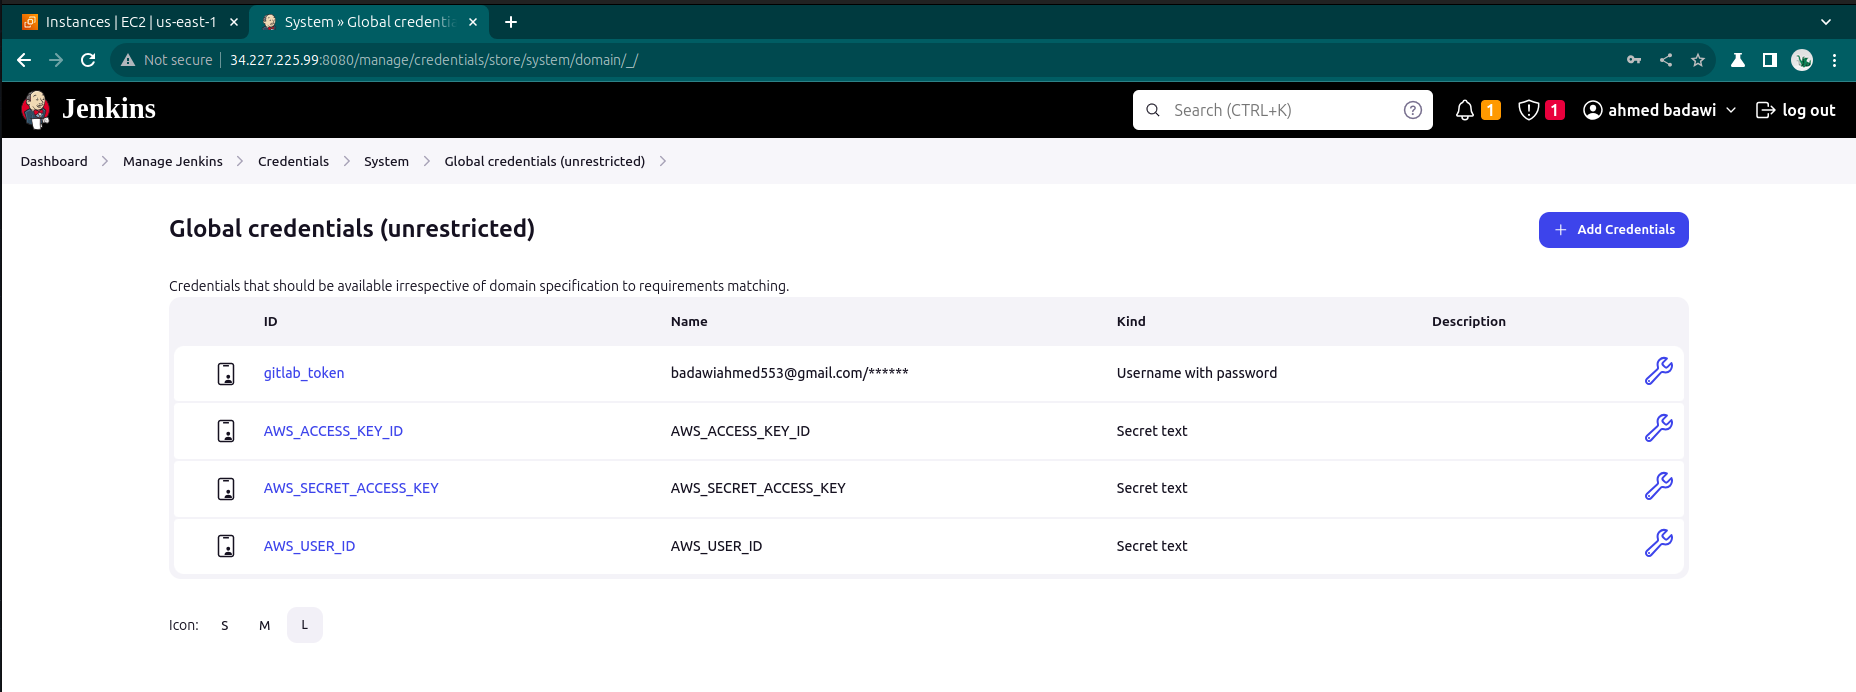 Instances | EC2 | us-east-1
System » Global credentia
Not secure 34.227.225.99:8080/manage/credentials/store/system/domain/_/
Jenkins
Search (CTRL+K)
?
1
1
ahmed badawi
log out
Dashboard
Manage Jenkins
Credentials
System
Global credentials (unrestricted)
Global credentials (unrestricted)
+ Add Credentials
Credentials that should be available irrespective of domain specification to requirements matching.
ID Name Kind Description
gitlab_token badawiahmed553@gmail.com/****** Username with password
AWS_ACCESS_KEY_ID AWS_ACCESS_KEY_ID Secret text
AWS_SECRET_ACCESS_KEY AWS_SECRET_ACCESS_KEY Secret text
AWS_USER_ID AWS_USER_ID Secret text
Icon: S M L